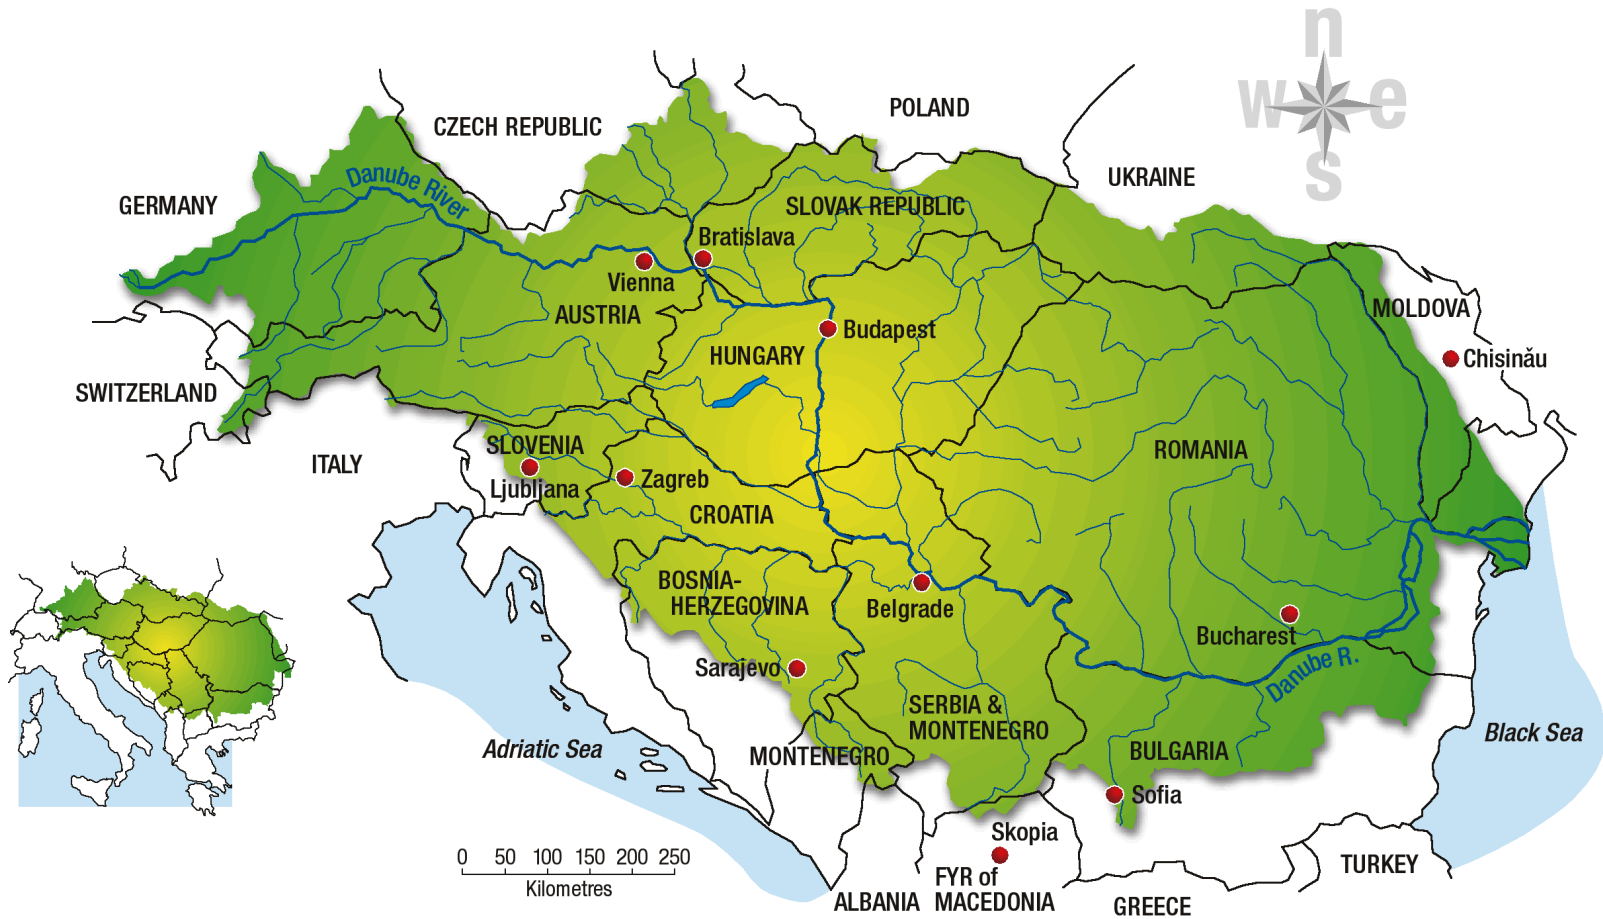 n
w e
s
POLAND
CZECH REPUBLIC
UKRAINE
Danube River
GERMANY
SLOVAK REPUBLIC
Bratislava
Vienna
MOLDOVA
AUSTRIA
Budapest
HUNGARY
Chisinău
SWITZERLAND
SLOVENIA
ROMANIA
ITALY
Ljubljana
Zagreb
CROATIA
BOSNIA-
HERZEGOVINA
Belgrade
Bucharest
Sarajevo
Danube R.
SERBIA &
MONTENEGRO
Black Sea
Adriatic Sea
MONTENEGRO
BULGARIA
Sofia
Skopia
0 50 100 150 200 250
Kilometres
TURKEY
ALBANIA
FYR of
MACEDONIA
GREECE